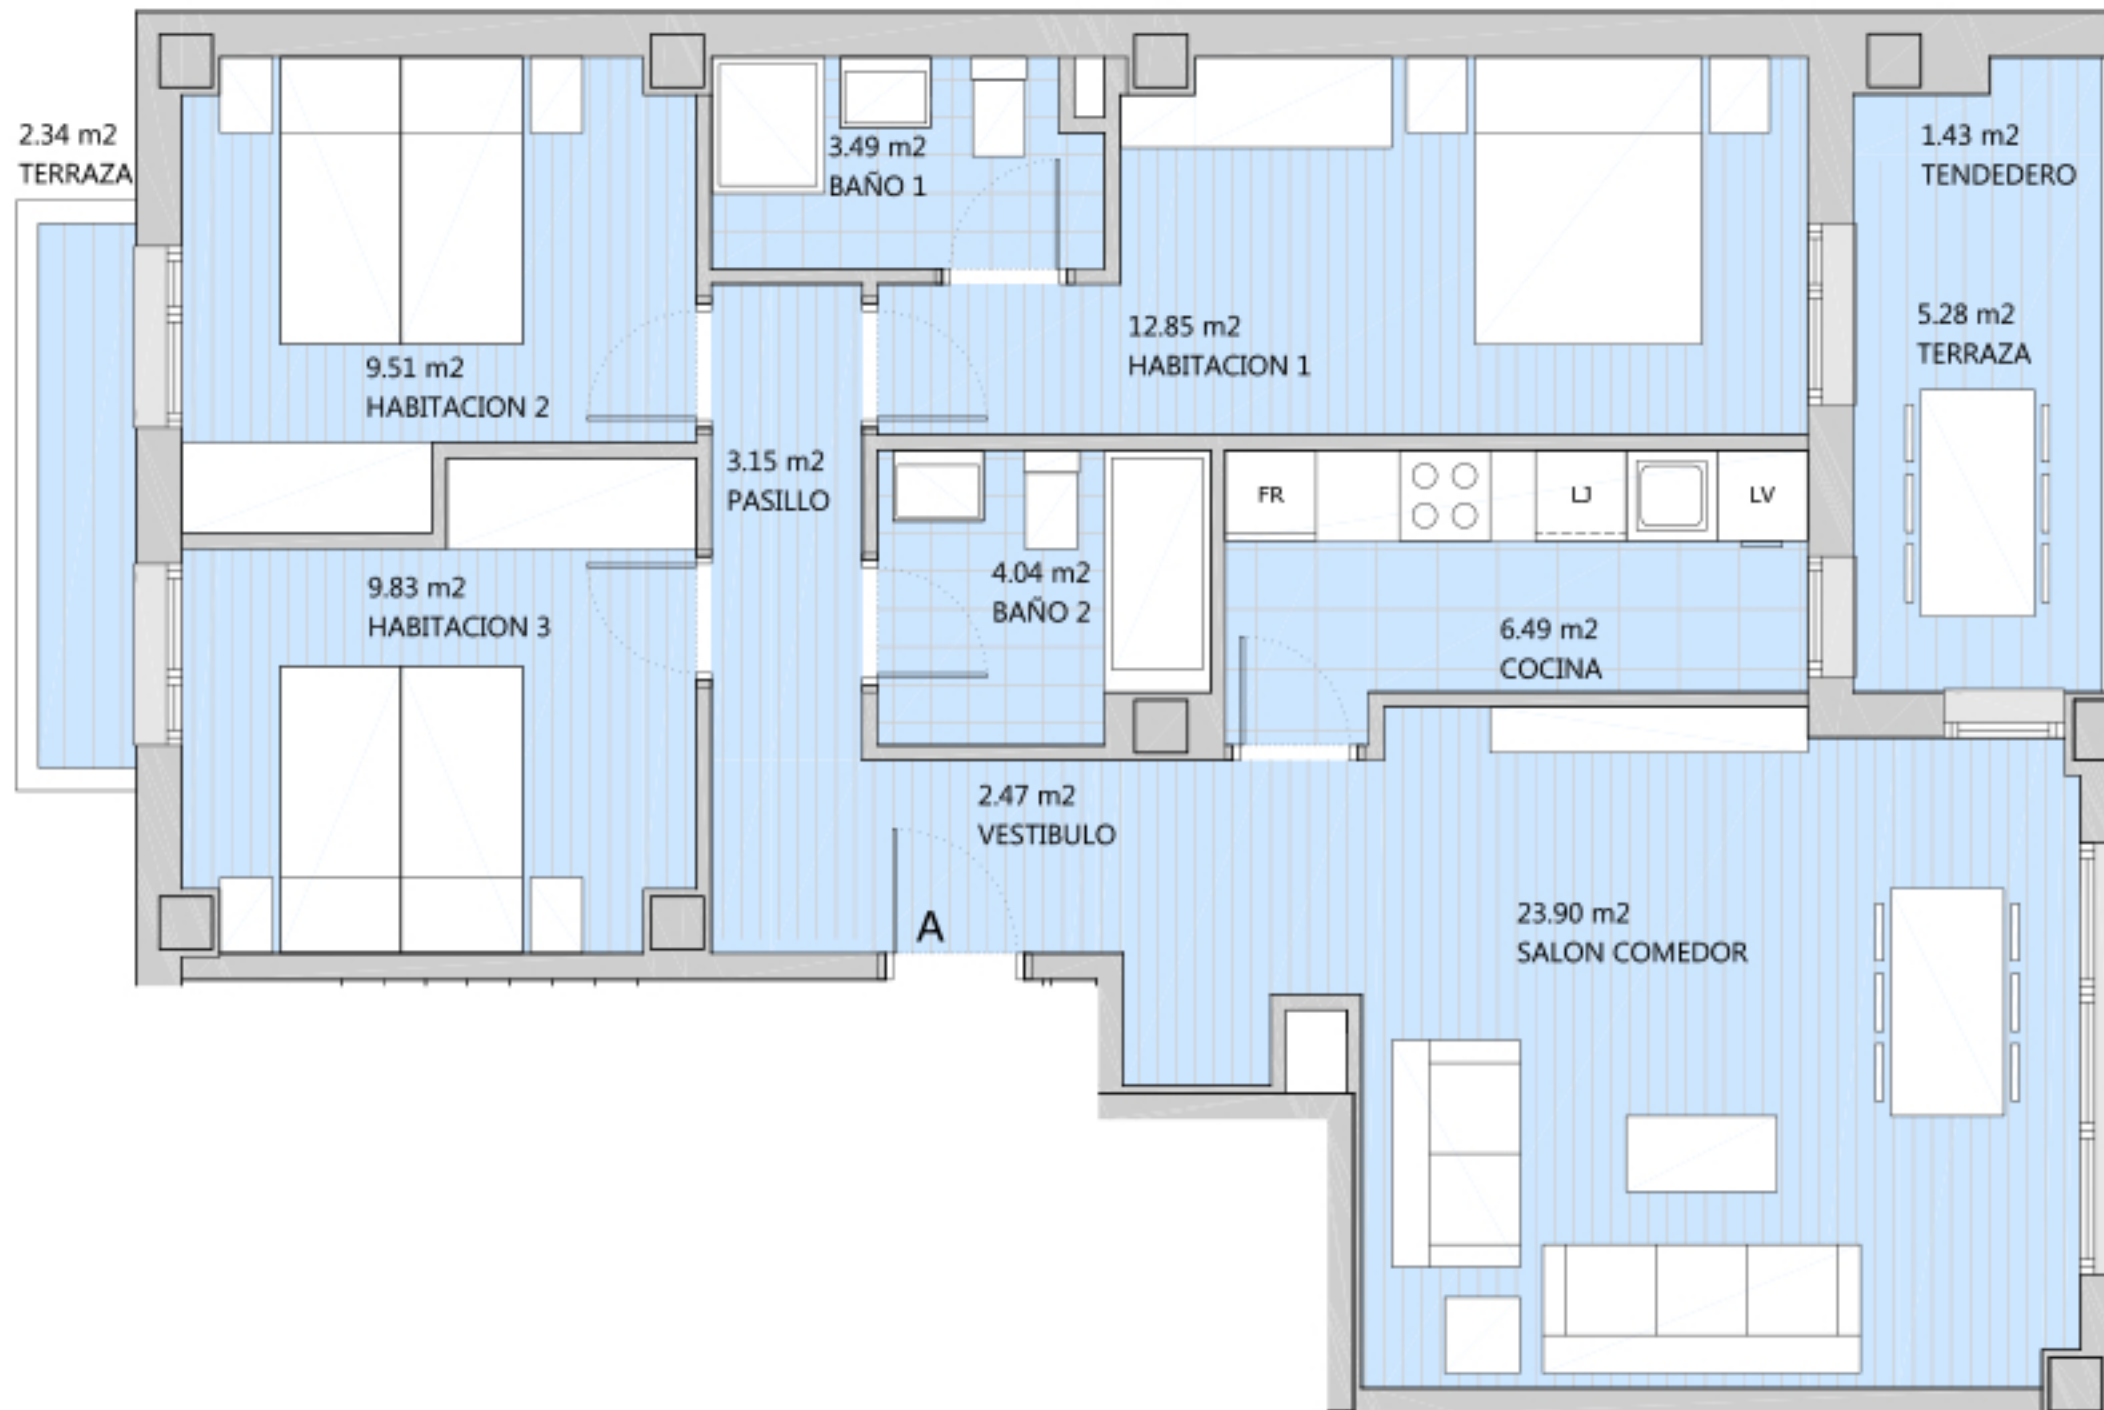 2.34 m2
TERRAZA
3.49 m2
BAÑO 1
1.43 m2
TENDEDERO
9.51 m2
HABITACION 2
12.85 m2
HABITACION 1
5.28 m2
TERRAZA
3.15 m2
PASILLO
FR
LJ
LV
9.83 m2
HABITACION 3
4.04 m2
BAÑO 2
6.49 m2
COCINA
2.47 m2
VESTIBULO
A
23.90 m2
SALON COMEDOR